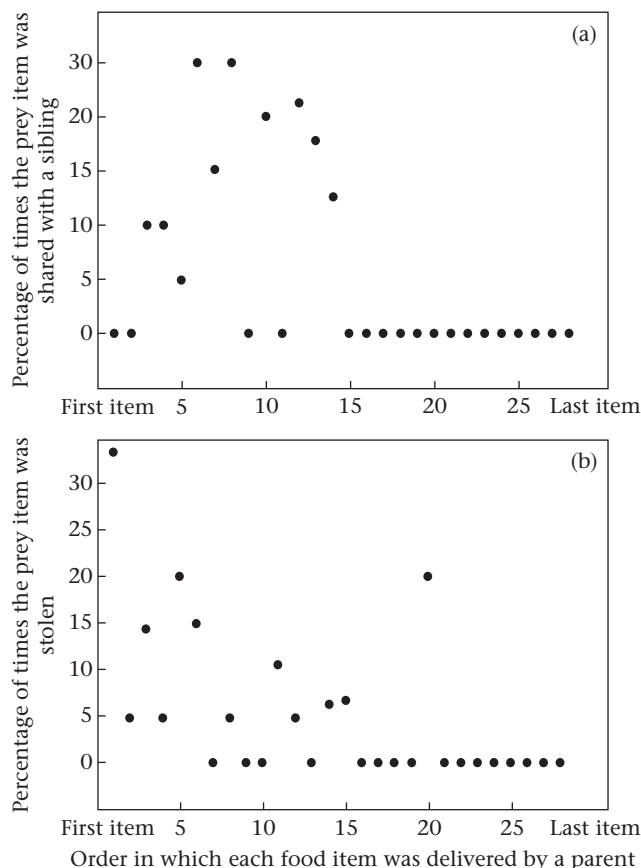 (a)
Percentage of times the prey item was
shared with a sibling
30
25
20
15
10
5
0
First item 5 10 15 20 25 Last item
(b)
Percentage of times the prey item was
stolen
30
25
20
15
10
5
0
First item 5 10 15 20 25 Last item
Order in which each food item was delivered by a parent